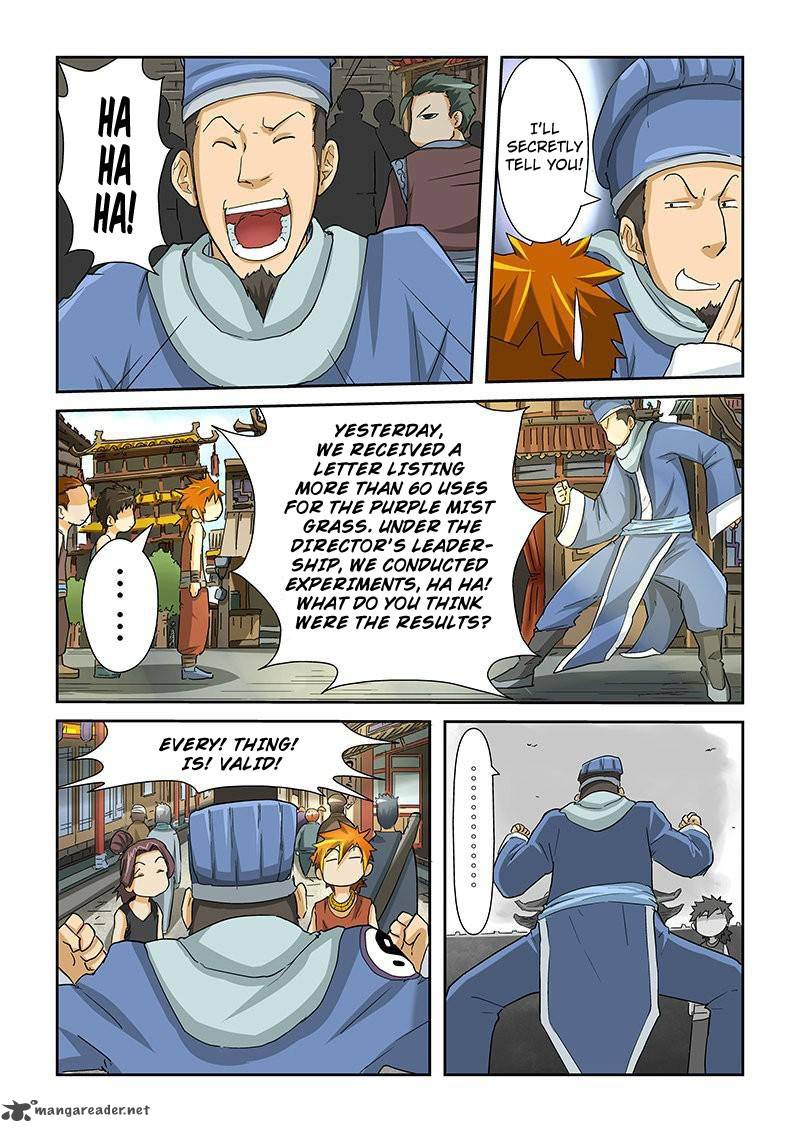 HA
HA
HA!
I'LL
SECRETLY
TELL YOU!
YESTERDAY,
WE RECEIVED A
LETTER LISTING
MORE THAN 60 USES
FOR THE PURPLE MIST
GRASS. UNDER THE
DIRECTOR'S LEADER-
SHIP, WE CONDUCTED
EXPERIMENTS, HA HA!
WHAT DO YOU THINK
WERE THE RESULTS?
......
EVERY! THING!
IS! VALID!
............
mangareader.net